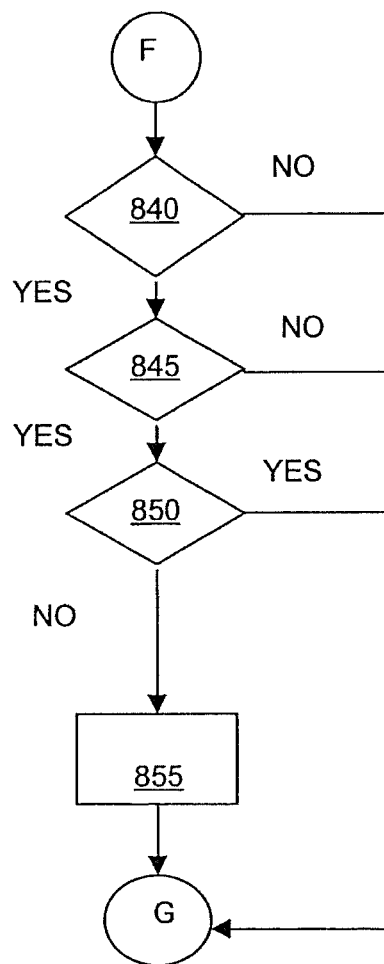 F
NO
840
YES
NO
845
YES
YES
850
NO
855
G